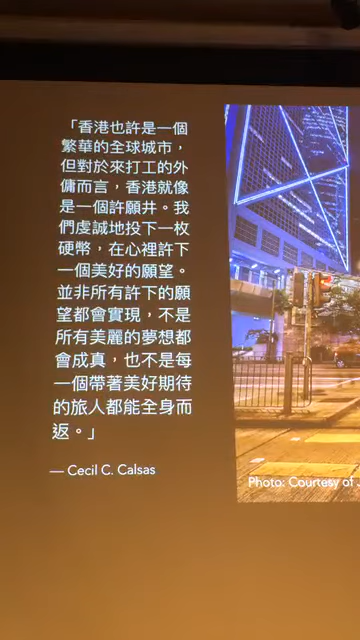 「香港也許是一個
繁華的全球城市，
但對於來打工的外
傭而言，香港就像
是一個許願井。我
們虔誠地投下一枚
硬幣，在心裡許下
一個美好的願望。
並非所有許下的願
望都會實現，不是
所有美麗的夢想都
會成真，也不是每
一個帶著美好期待
的旅人都能全身而
返。」
— Cecil C. Calsas
Photo: Courtesy of